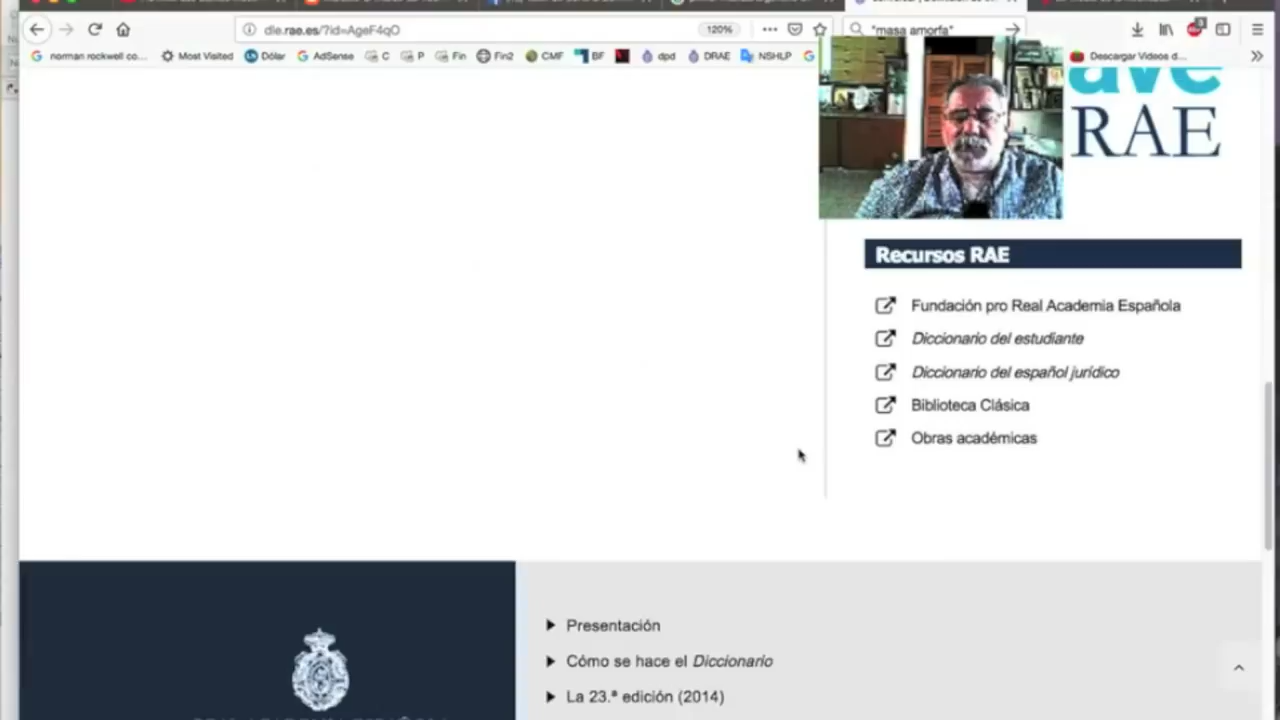 dle.rae.es/?id=AgeF4qO
120%
"masa amorfa"
norman rockwell co...
Most Visited
Dólar
AdSense
C
P
Fin
Fin2
CMF
BF
dpd
DRAE
NSHLP
Descargar Videos d...
ave
RAE
Recursos RAE
Fundación pro Real Academia Española
Diccionario del estudiante
Diccionario del español jurídico
Biblioteca Clásica
Obras académicas
Presentación
Cómo se hace el Diccionario
La 23.ª edición (2014)